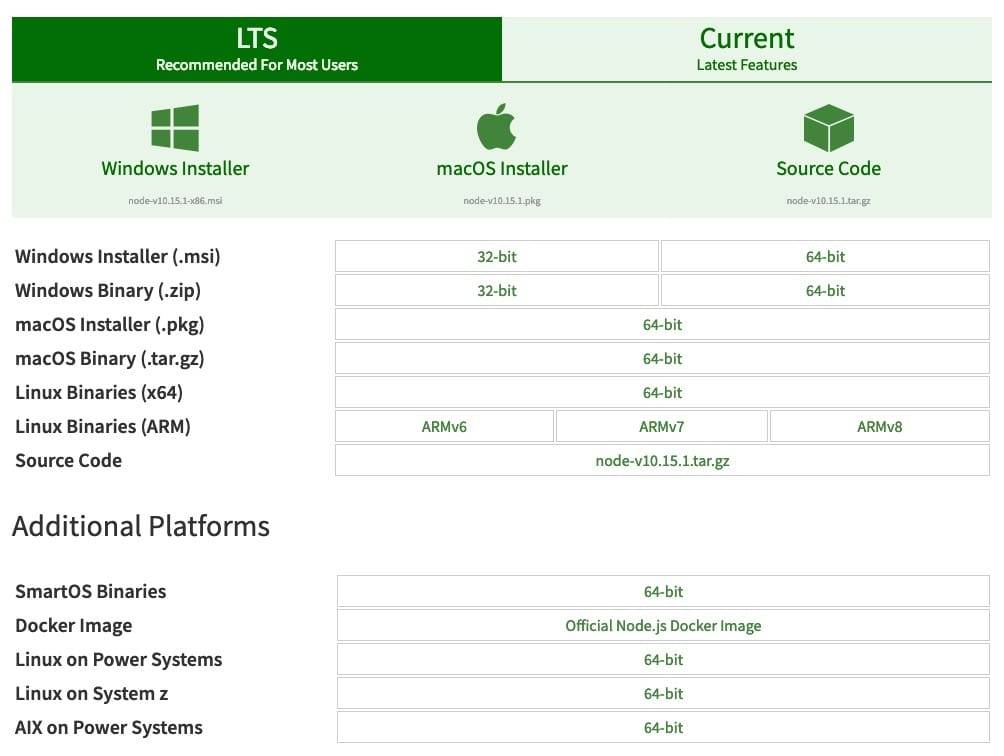 LTS
Recommended For Most Users
Current
Latest Features
Windows Installer
node-v10.15.1-x86.msi
macOS Installer
node-v10.15.1.pkg
Source Code
node-v10.15.1.tar.gz
Windows Installer (.msi) 32-bit 64-bit
Windows Binary (.zip) 32-bit 64-bit
macOS Installer (.pkg) 64-bit
macOS Binary (.tar.gz) 64-bit
Linux Binaries (x64) 64-bit
Linux Binaries (ARM) ARMv6 ARMv7 ARMv8
Source Code node-v10.15.1.tar.gz
Additional Platforms
SmartOS Binaries 64-bit
Docker Image Official Node.js Docker Image
Linux on Power Systems 64-bit
Linux on System z 64-bit
AIX on Power Systems 64-bit